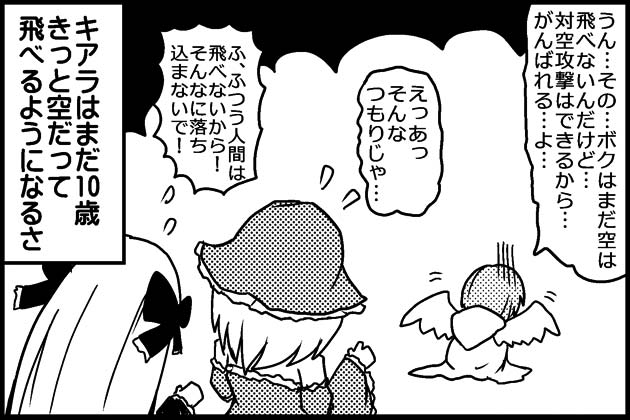 うん…その…ボクはまだ空は
飛べないんだけど…
対空攻撃はできるから…
がんばれる…よ…
えっあっ
そんな
つもりじゃ…
ふ、ふつう人間は
飛べないから！
そんなに落ち
込まないで！
キアラはまだ10歳
きっと空だって
飛べるようになるさ